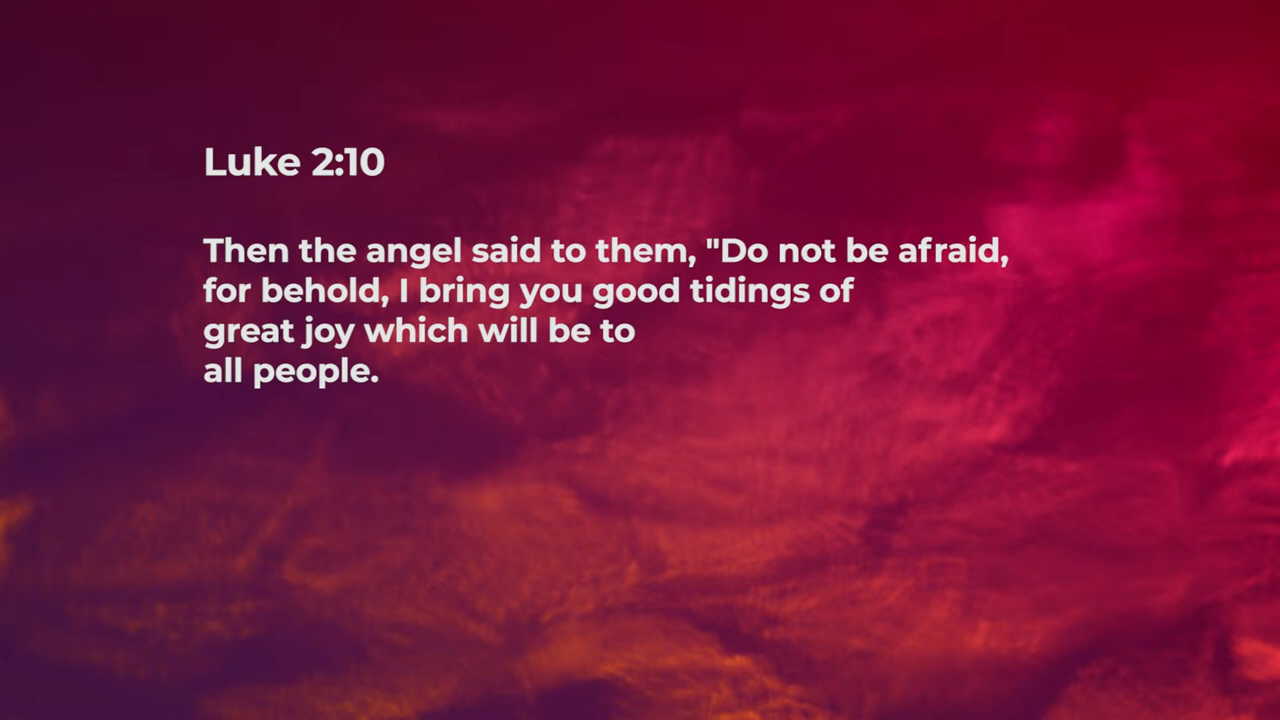 Luke 2:10
Then the angel said to them, "Do not be afraid,
for behold, I bring you good tidings of
great joy which will be to
all people.